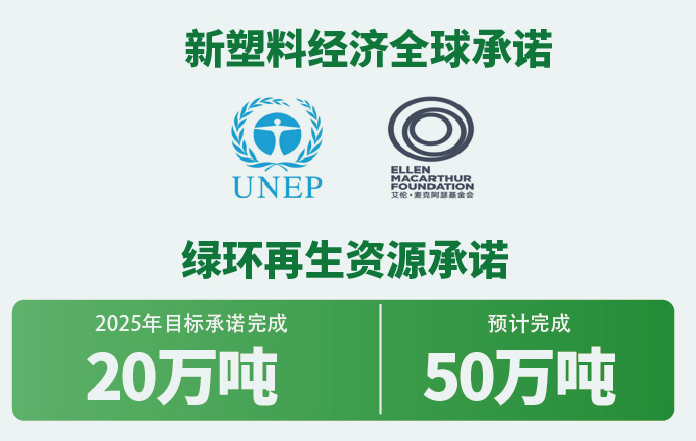 新塑料经济全球承诺
UNEP
ELLEN
MACARTHUR
FOUNDATION
艾伦·麦克阿瑟基金会
绿环再生资源承诺
2025年目标承诺完成
20万吨
预计完成
50万吨